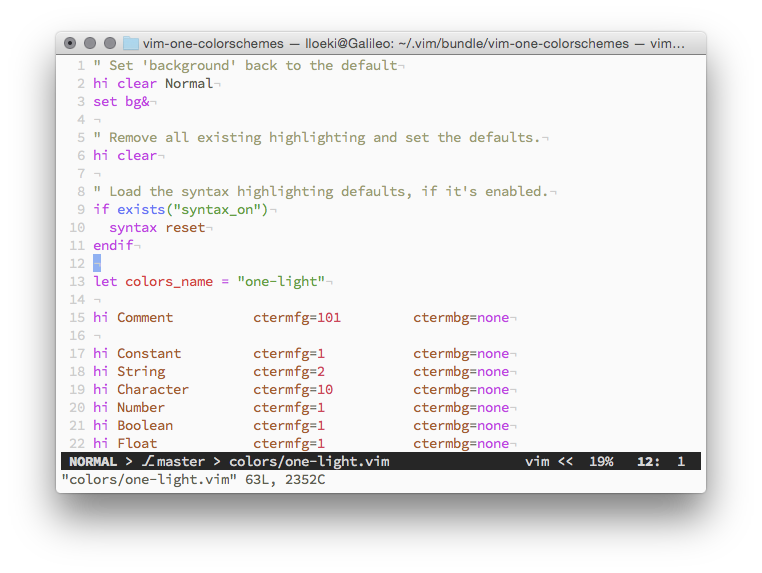 vim-one-colorschemes — lloeki@Galileo: ~/.vim/bundle/vim-one-colorschemes — vim…
1 " Set 'background' back to the default¬
2 hi clear Normal¬
3 set bg&¬
4 ¬
5 " Remove all existing highlighting and set the defaults.¬
6 hi clear¬
7 ¬
8 " Load the syntax highlighting defaults, if it's enabled.¬
9 if exists("syntax_on")¬
10   syntax reset¬
11 endif¬
12 ¬
13 let colors_name = "one-light"¬
14 ¬
15 hi Comment          ctermfg=101         ctermbg=none¬
16 ¬
17 hi Constant         ctermfg=1           ctermbg=none¬
18 hi String           ctermfg=2           ctermbg=none¬
19 hi Character        ctermfg=10          ctermbg=none¬
20 hi Number           ctermfg=1           ctermbg=none¬
21 hi Boolean          ctermfg=1           ctermbg=none¬
22 hi Float            ctermfg=1           ctermbg=none¬
NORMAL > ⎇master > colors/one-light.vim                 vim <<  19%   12:  1
"colors/one-light.vim" 63L, 2352C